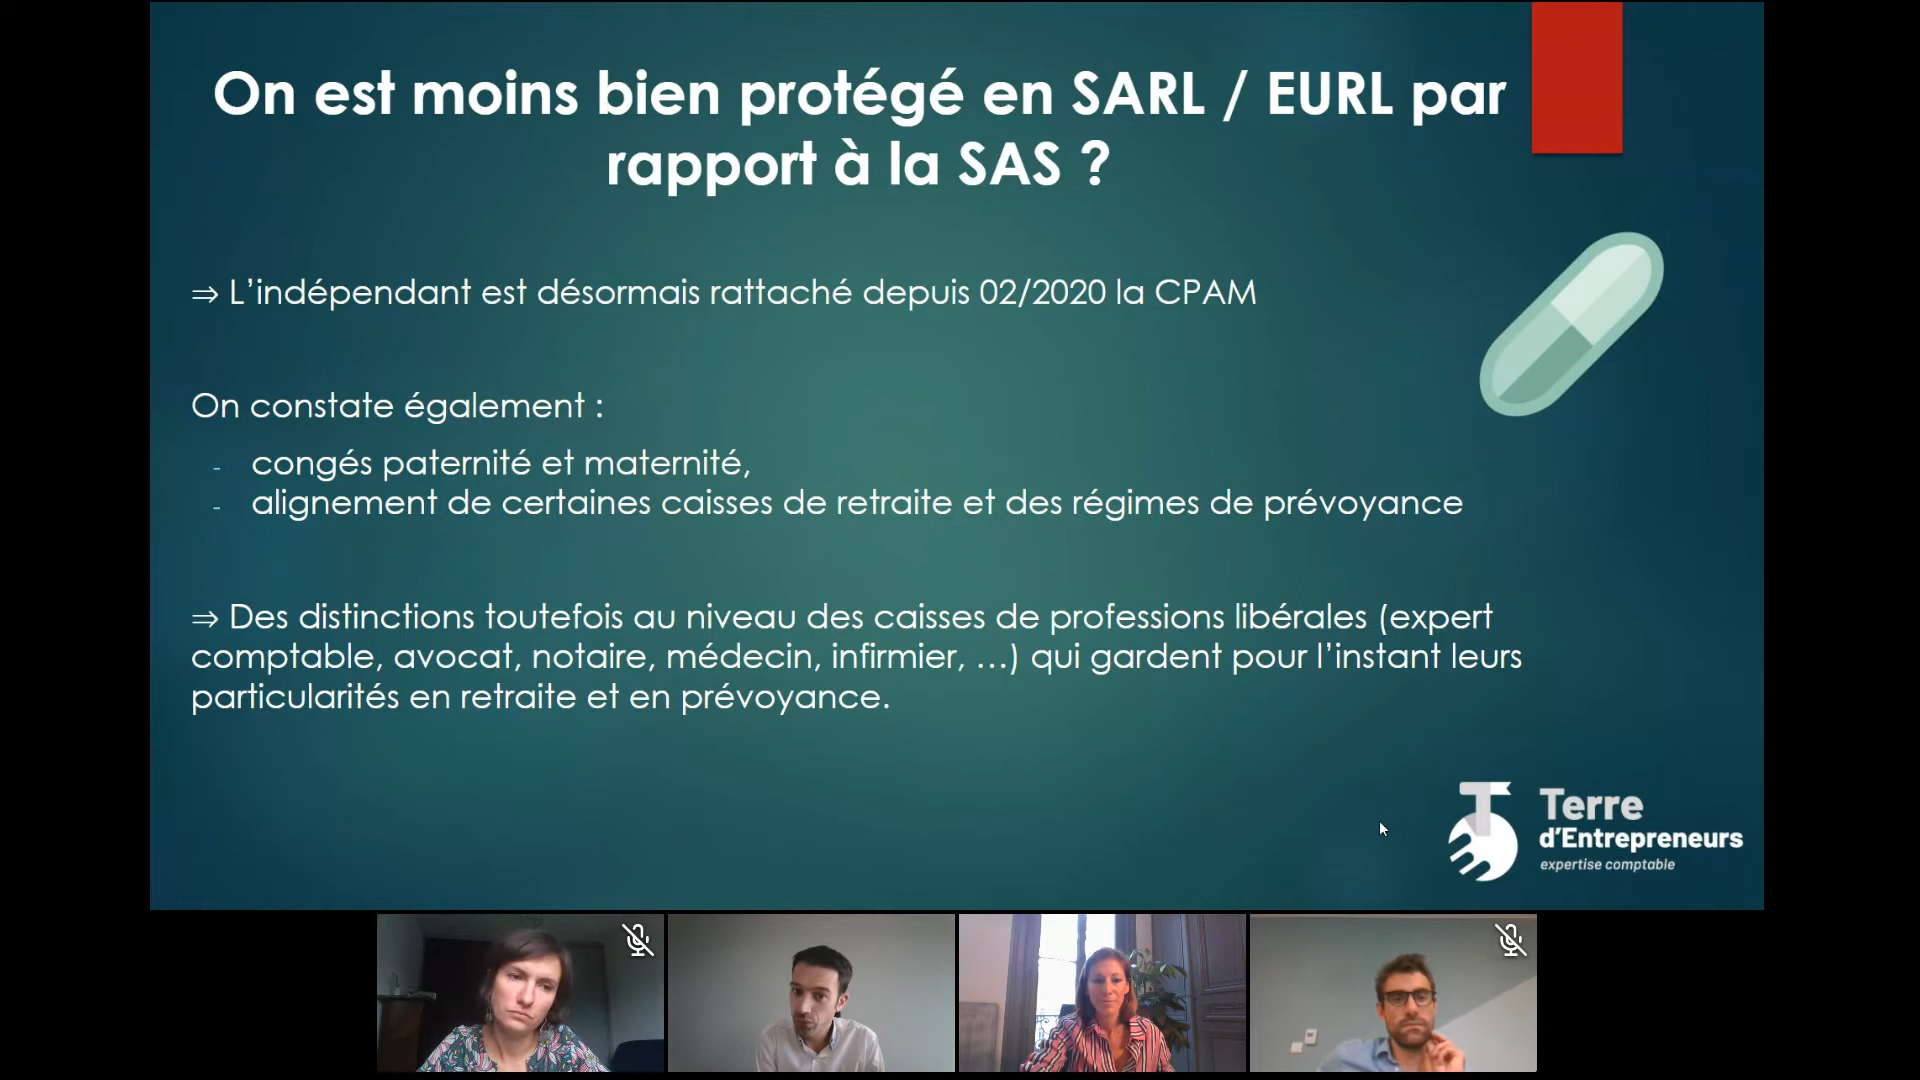 On est moins bien protégé en SARL / EURL par
rapport à la SAS ?
⇒ L’indépendant est désormais rattaché depuis 02/2020 la CPAM
On constate également :
- congés paternité et maternité,
- alignement de certaines caisses de retraite et des régimes de prévoyance
⇒ Des distinctions toutefois au niveau des caisses de professions libérales (expert
comptable, avocat, notaire, médecin, infirmier, …) qui gardent pour l’instant leurs
particularités en retraite et en prévoyance.
Terre
d’Entrepreneurs
expertise comptable